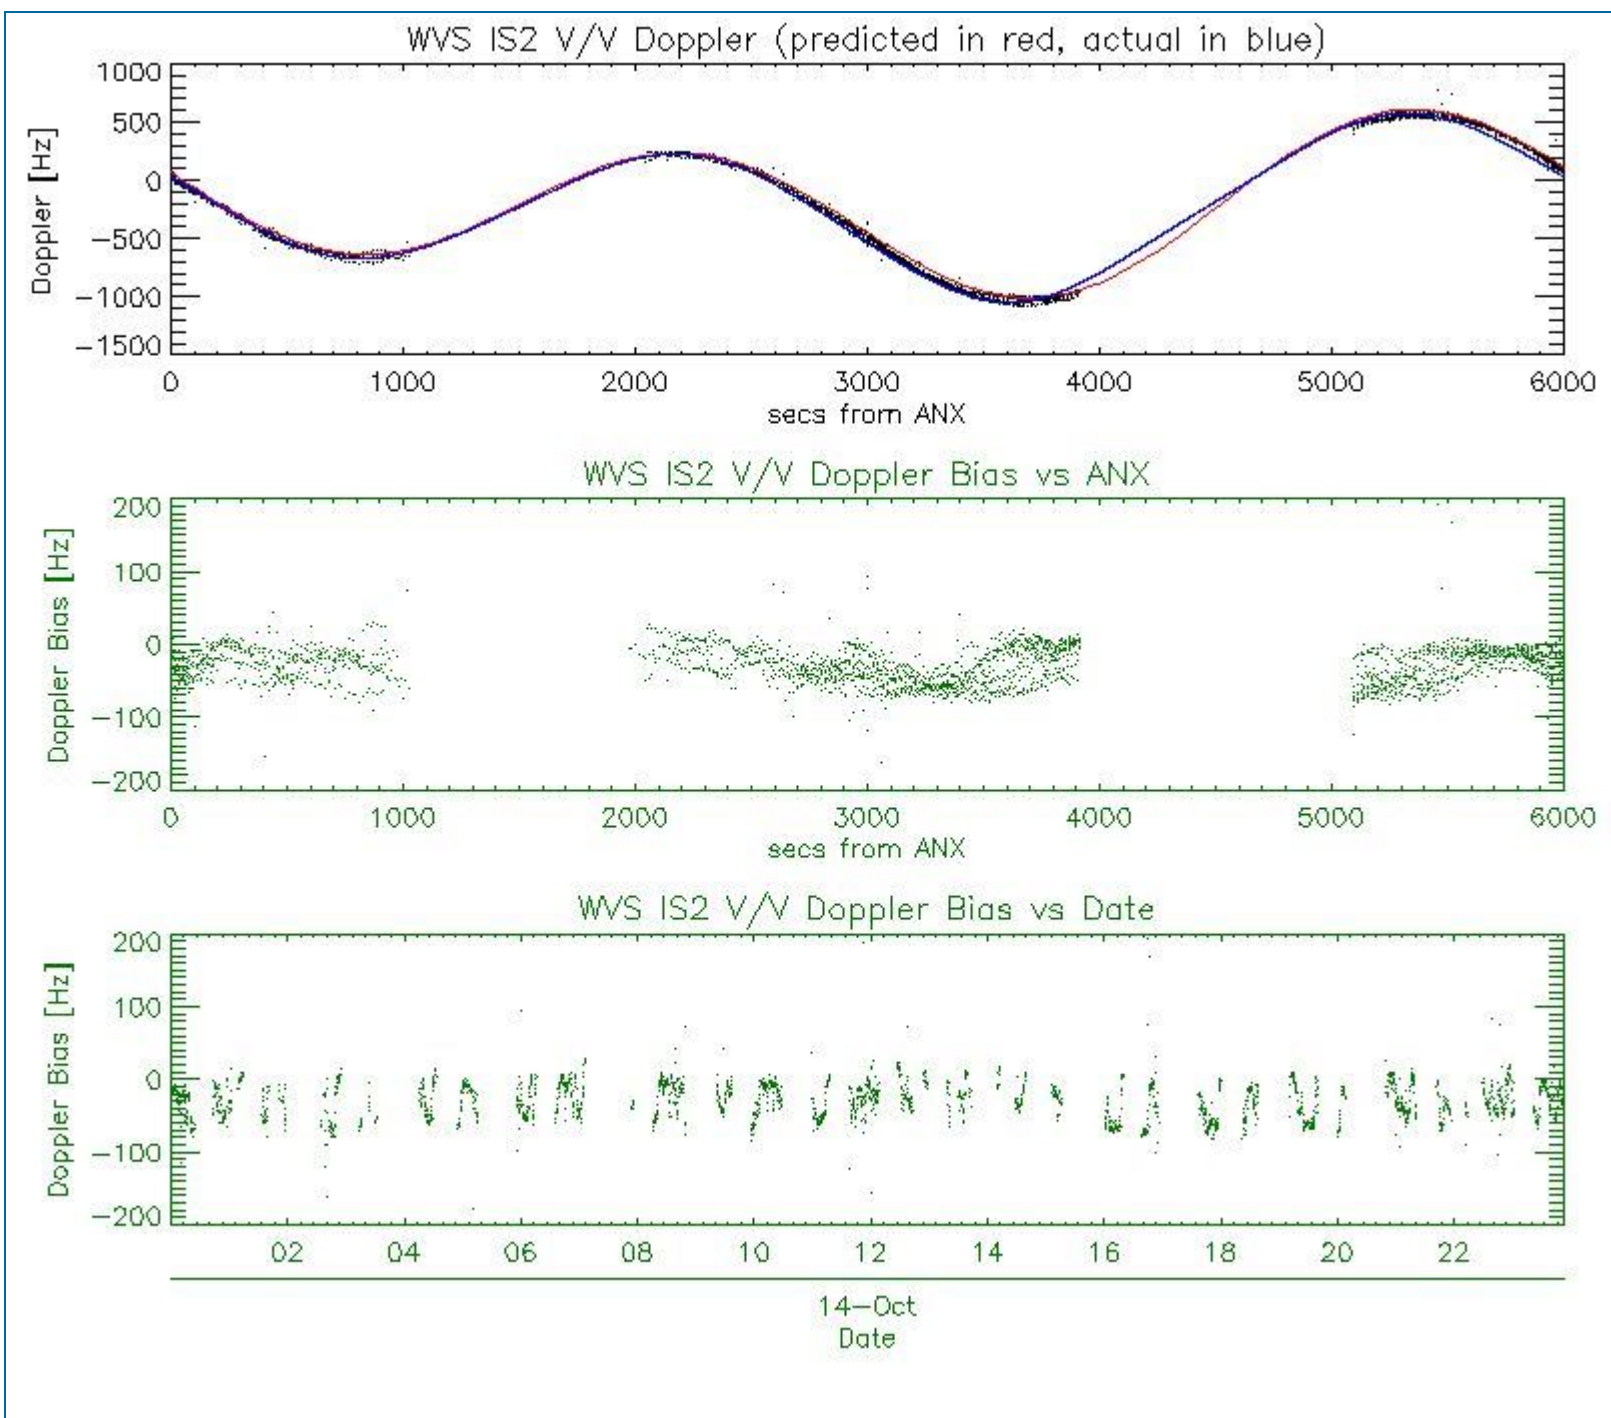 WVS IS2 V/V Doppler (predicted in red, actual in blue)
Doppler [Hz]
1000
500
0
−500
−1000
−1500
0 1000 2000 3000 4000 5000 6000
secs from ANX
WVS IS2 V/V Doppler Bias vs ANX
Doppler Bias [Hz]
200
100
0
−100
−200
0 1000 2000 3000 4000 5000 6000
secs from ANX
WVS IS2 V/V Doppler Bias vs Date
Doppler Bias [Hz]
200
100
0
−100
−200
02 04 06 08 10 12 14 16 18 20 22
14−Oct
Date